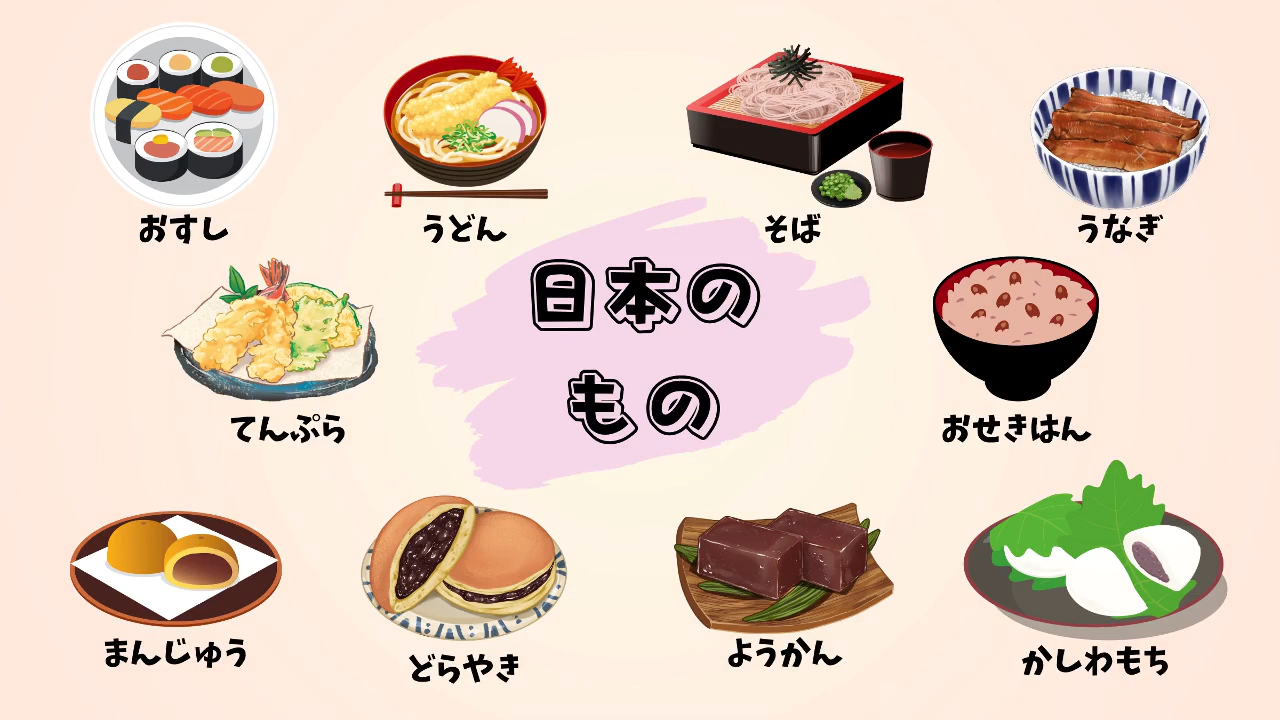 おすし
うどん
そば
うなぎ
日本の
もの
てんぷら
おせきはん
まんじゅう
どらやき
ようかん
かしわもち